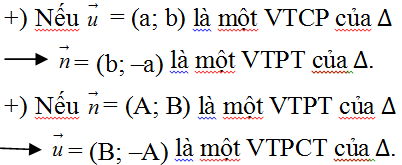 +) Nếu u⃗ = (a; b) là một VTCP của Δ
⟶ n⃗ = (b; –a) là một VTPT của Δ.
+) Nếu n⃗ = (A; B) là một VTPT của Δ
⟶ u⃗ = (B; –A) là một VTPCT của Δ.